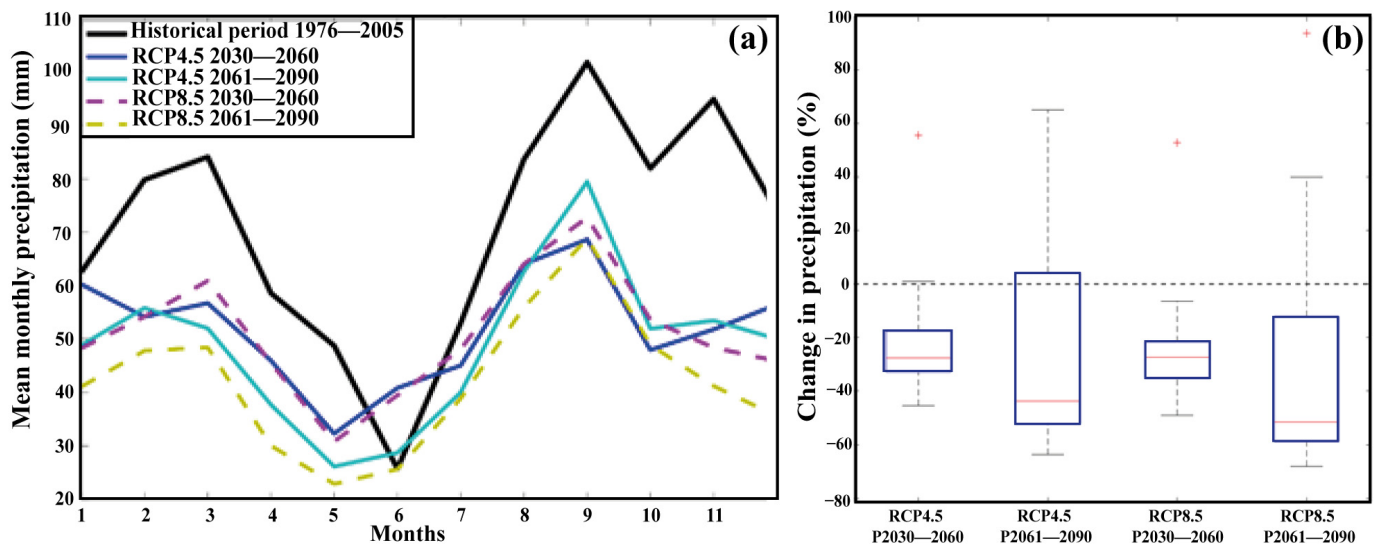 Historical period 1976—2005
RCP4.5 2030—2060
RCP4.5 2061—2090
RCP8.5 2030—2060
RCP8.5 2061—2090
(a)
Mean monthly precipitation (mm)
110
100
90
80
70
60
50
40
30
20
1 2 3 4 5 6 7 8 9 10 11
Months
(b)
Change in precipitation (%)
100
80
60
40
20
0
−20
−40
−60
−80
RCP4.5 RCP4.5 RCP8.5 RCP8.5
P2030—2060 P2061—2090 P2030—2060 P2061—2090